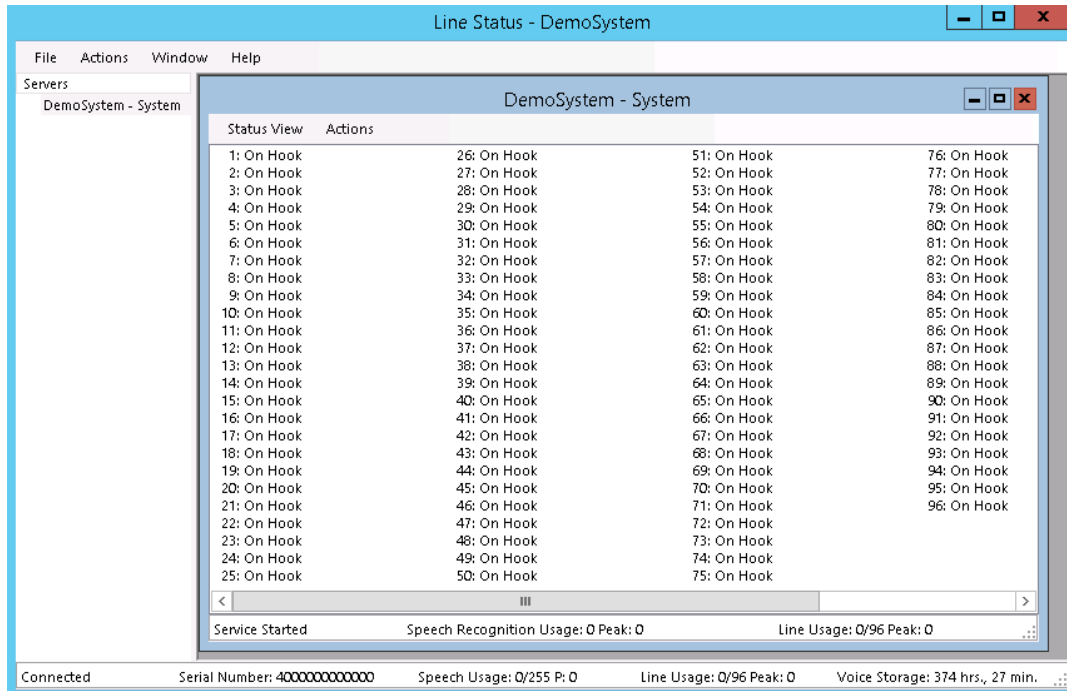 Line Status - DemoSystem
File Actions Window Help
Servers
DemoSystem - System
DemoSystem - System
Status View Actions
1: On Hook 26: On Hook 51: On Hook 76: On Hook
2: On Hook 27: On Hook 52: On Hook 77: On Hook
3: On Hook 28: On Hook 53: On Hook 78: On Hook
4: On Hook 29: On Hook 54: On Hook 79: On Hook
5: On Hook 30: On Hook 55: On Hook 80: On Hook
6: On Hook 31: On Hook 56: On Hook 81: On Hook
7: On Hook 32: On Hook 57: On Hook 82: On Hook
8: On Hook 33: On Hook 58: On Hook 83: On Hook
9: On Hook 34: On Hook 59: On Hook 84: On Hook
10: On Hook 35: On Hook 60: On Hook 85: On Hook
11: On Hook 36: On Hook 61: On Hook 86: On Hook
12: On Hook 37: On Hook 62: On Hook 87: On Hook
13: On Hook 38: On Hook 63: On Hook 88: On Hook
14: On Hook 39: On Hook 64: On Hook 89: On Hook
15: On Hook 40: On Hook 65: On Hook 90: On Hook
16: On Hook 41: On Hook 66: On Hook 91: On Hook
17: On Hook 42: On Hook 67: On Hook 92: On Hook
18: On Hook 43: On Hook 68: On Hook 93: On Hook
19: On Hook 44: On Hook 69: On Hook 94: On Hook
20: On Hook 45: On Hook 70: On Hook 95: On Hook
21: On Hook 46: On Hook 71: On Hook 96: On Hook
22: On Hook 47: On Hook 72: On Hook
23: On Hook 48: On Hook 73: On Hook
24: On Hook 49: On Hook 74: On Hook
25: On Hook 50: On Hook 75: On Hook
Service Started Speech Recognition Usage: 0 Peak: 0 Line Usage: 0/96 Peak: 0
Connected Serial Number: 4000000000000 Speech Usage: 0/255 P: 0 Line Usage: 0/96 Peak: 0 Voice Storage: 374 hrs., 27 min.